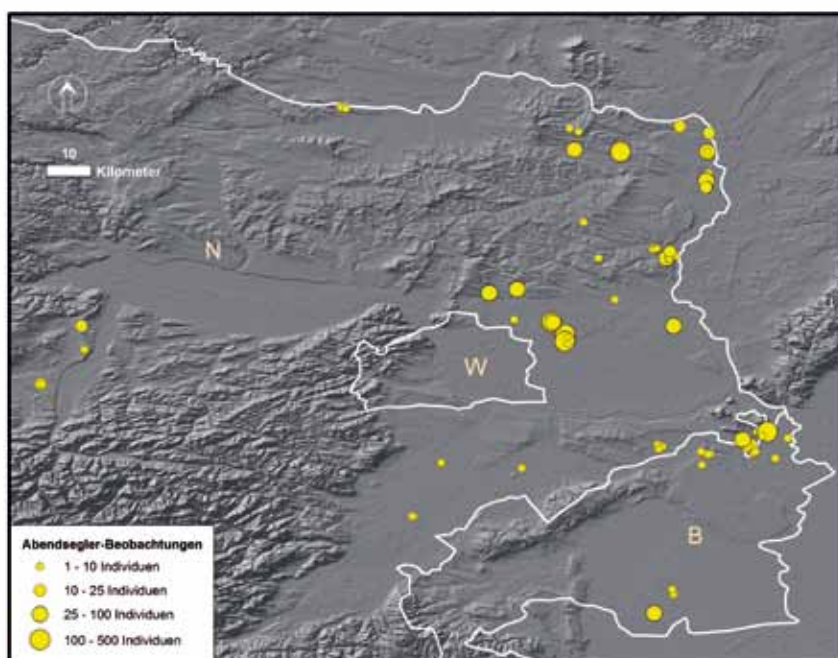 10
Kilometer
N
W
B
Abendsegler-Beobachtungen
1 - 10 Individuen
10 - 25 Individuen
25 - 100 Individuen
100 - 500 Individuen